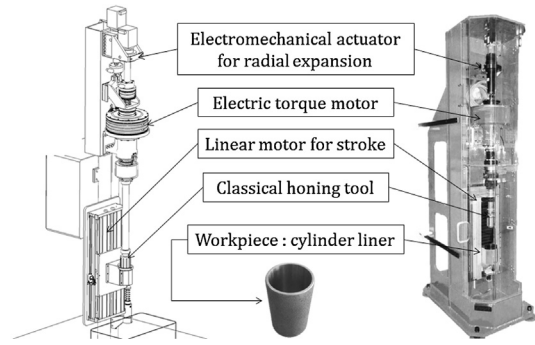 Electromechanical actuator
for radial expansion
Electric torque motor
Linear motor for stroke
Classical honing tool
Workpiece : cylinder liner